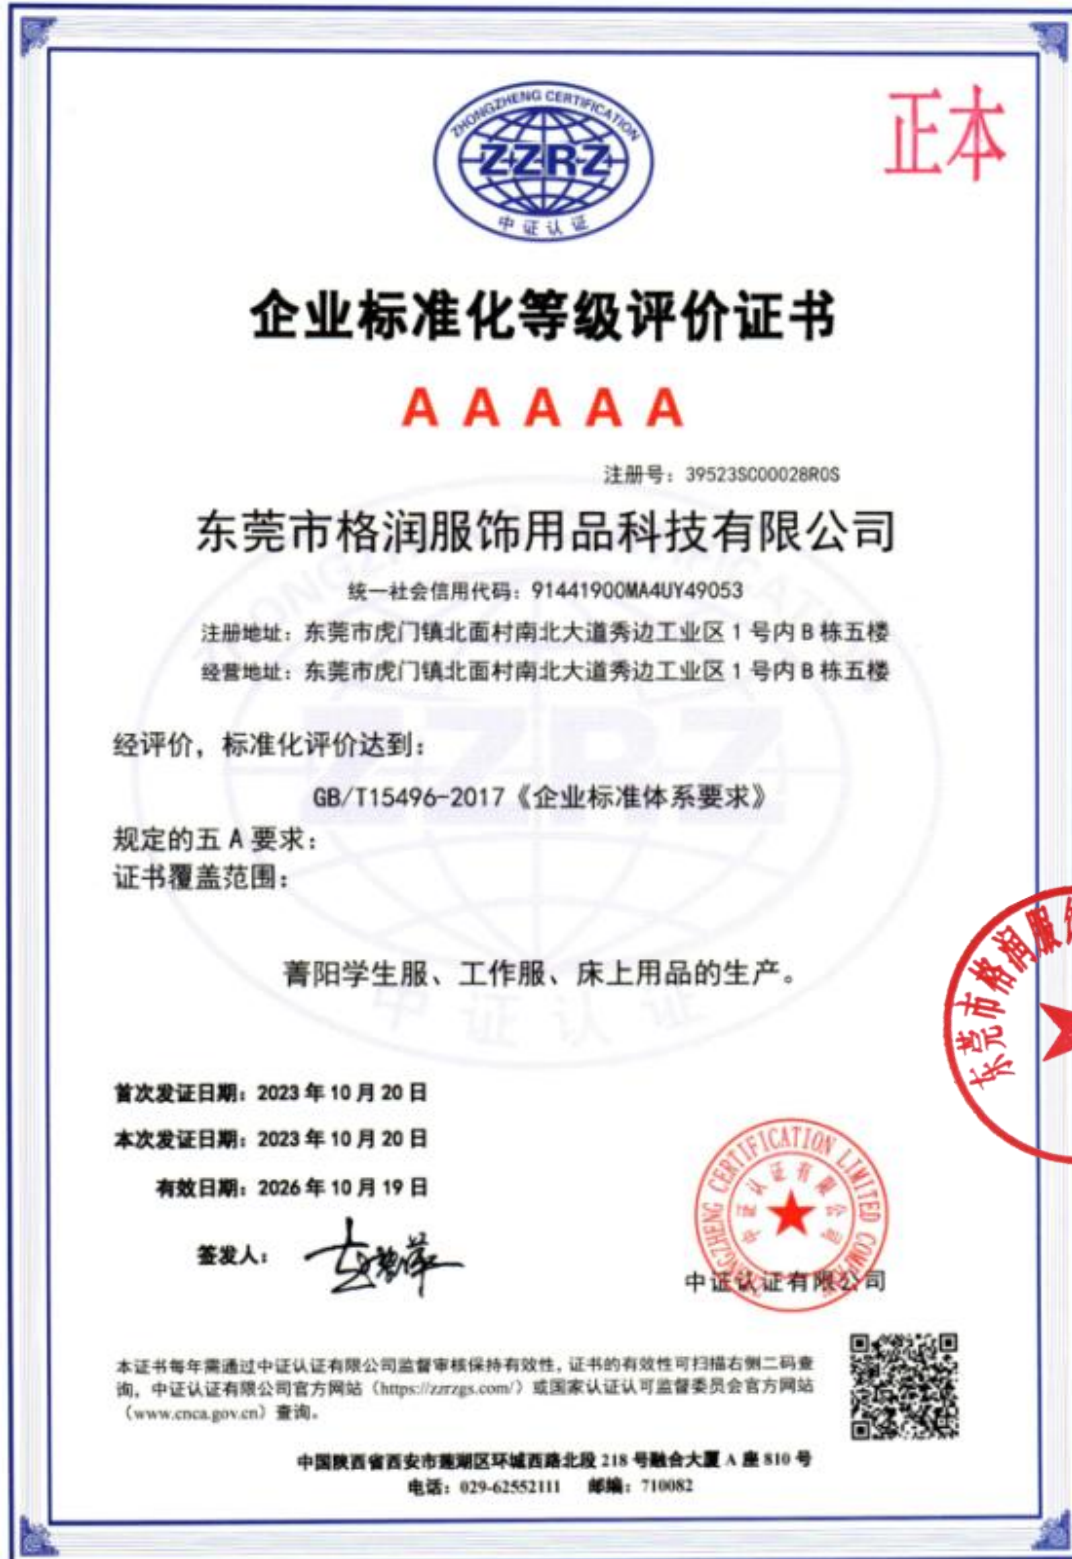 ZHONGZHENG CERTIFICATION
ZZRZ
中证认证
正本
企业标准化等级评价证书
AAAAA
注册号：39523SC00028R0S
东莞市格润服饰用品科技有限公司
统一社会信用代码：91441900MA4UY49053
注册地址：东莞市虎门镇北面村南北大道秀边工业区1号内B栋五楼
经营地址：东莞市虎门镇北面村南北大道秀边工业区1号内B栋五楼
经评价，标准化评价达到：
GB/T15496-2017《企业标准体系要求》
规定的五A要求：
证书覆盖范围：
菁阳学生服、工作服、床上用品的生产。
东莞市格润服饰
首次发证日期：2023年10月20日
本次发证日期：2023年10月20日
有效日期：2026年10月19日
签发人：
ZHONGZHENG CERTIFICATION LIMITED COMPANY
中证认证有限公司
中证认证有限公司
本证书每年需通过中证认证有限公司监督审核保持有效性，证书的有效性可扫描右侧二码查
询，中证认证有限公司官方网站（https://zzrzgs.com/）或国家认证认可监督委员会官方网站
（www.cnca.gov.cn）查询。
中国陕西省西安市莲湖区环城西路北段218号融合大厦A座810号
电话：029-62552111 邮编：710082